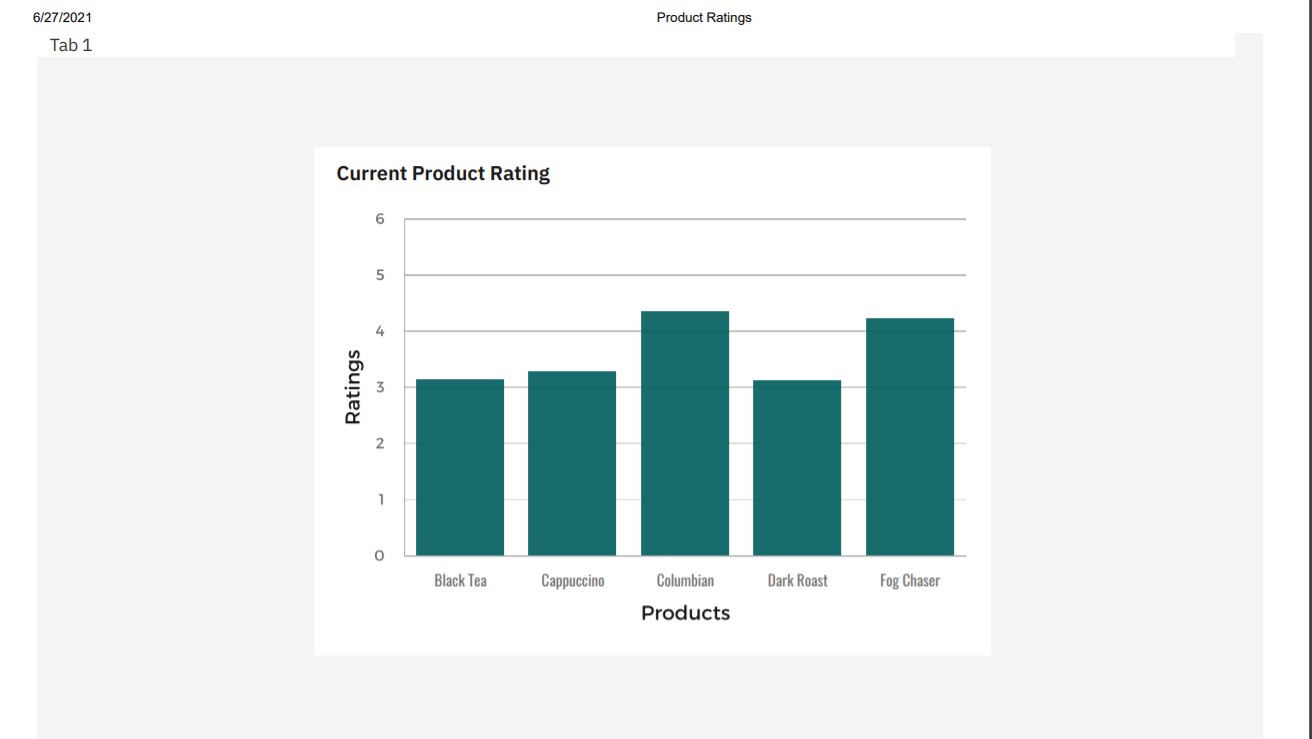 6/27/2021 Product Ratings
Tab 1
Current Product Rating
6
5
4
3
2
1
0
Ratings
Black Tea Cappuccino Columbian Dark Roast Fog Chaser
Products